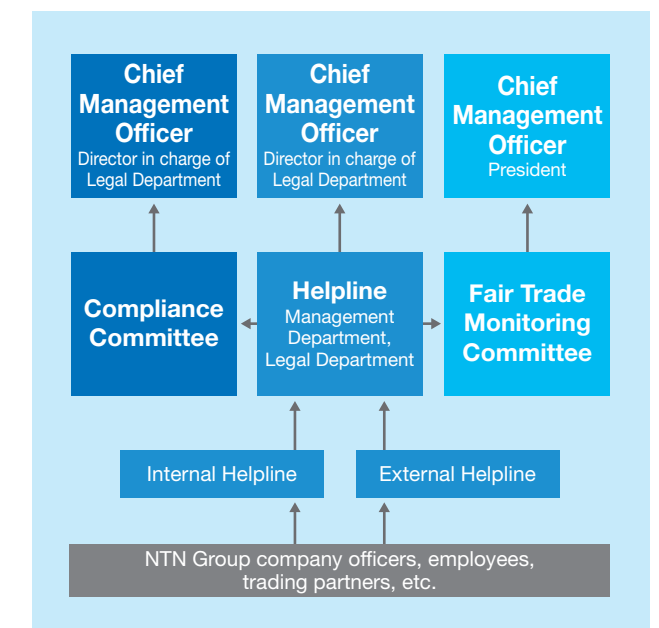 Chief
Management
Officer
Director in charge of
Legal Department
Chief
Management
Officer
Director in charge of
Legal Department
Chief
Management
Officer
President
Compliance
Committee
Helpline
Management
Department,
Legal Department
Fair Trade
Monitoring
Committee
Internal Helpline
External Helpline
NTN Group company officers, employees,
trading partners, etc.